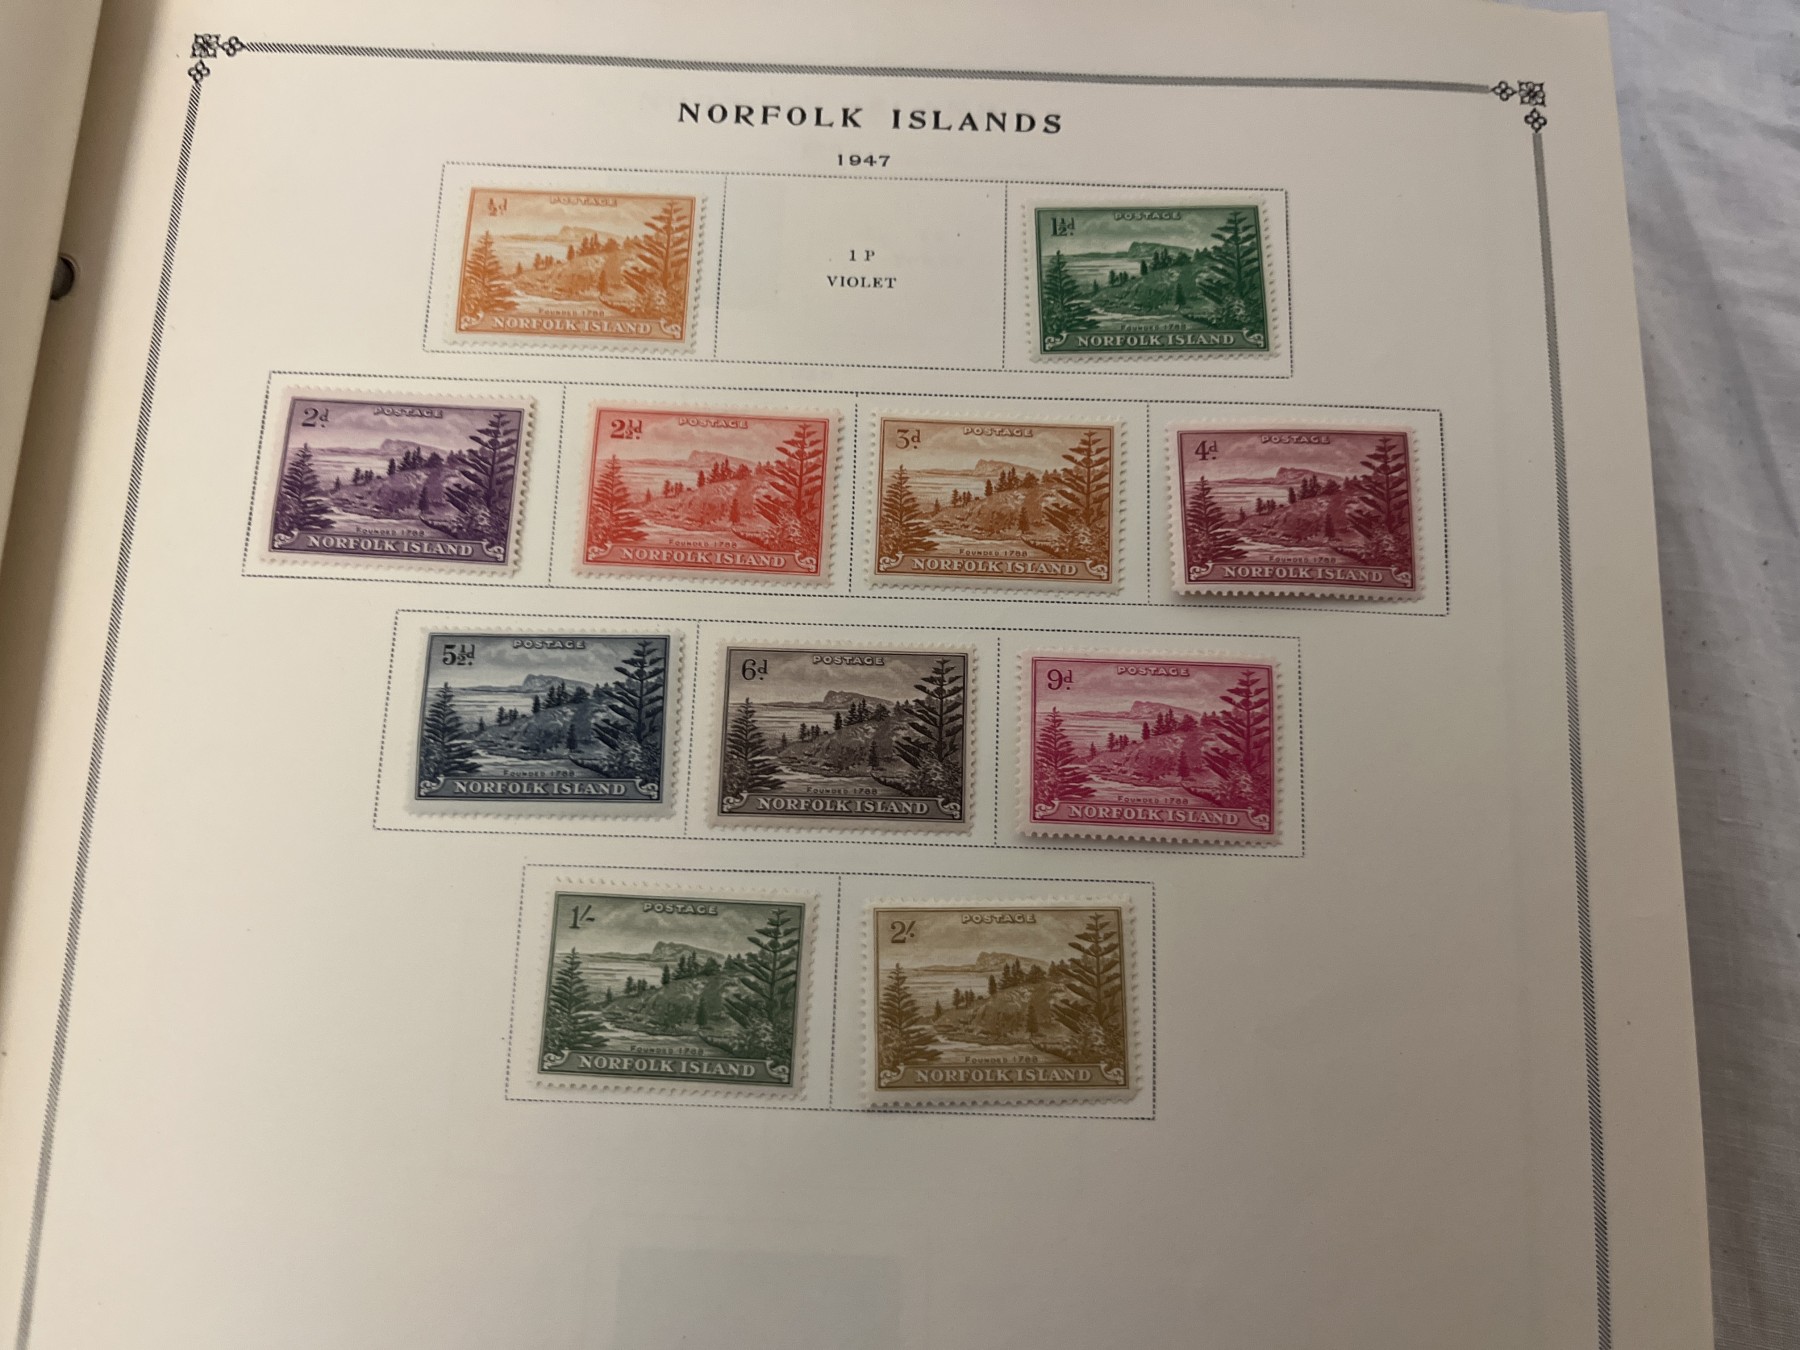 NORFOLK ISLANDS
1947
½d
POSTAGE
FOUNDED 1788
NORFOLK ISLAND
1 P
VIOLET
1½d
POSTAGE
FOUNDED 1788
NORFOLK ISLAND
2d
POSTAGE
FOUNDED 1788
NORFOLK ISLAND
2½d
POSTAGE
FOUNDED 1788
NORFOLK ISLAND
3d
POSTAGE
FOUNDED 1788
NORFOLK ISLAND
4d
POSTAGE
FOUNDED 1788
NORFOLK ISLAND
5½d
POSTAGE
FOUNDED 1788
NORFOLK ISLAND
6d
POSTAGE
FOUNDED 1788
NORFOLK ISLAND
9d
POSTAGE
FOUNDED 1788
NORFOLK ISLAND
1/-
POSTAGE
FOUNDED 1788
NORFOLK ISLAND
2/-
POSTAGE
FOUNDED 1788
NORFOLK ISLAND